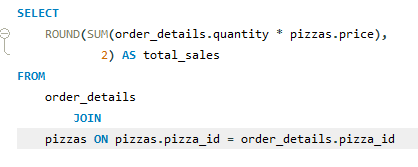 SELECT
ROUND(SUM(order_details.quantity * pizzas.price),
2) AS total_sales
FROM
order_details
JOIN
pizzas ON pizzas.pizza_id = order_details.pizza_id